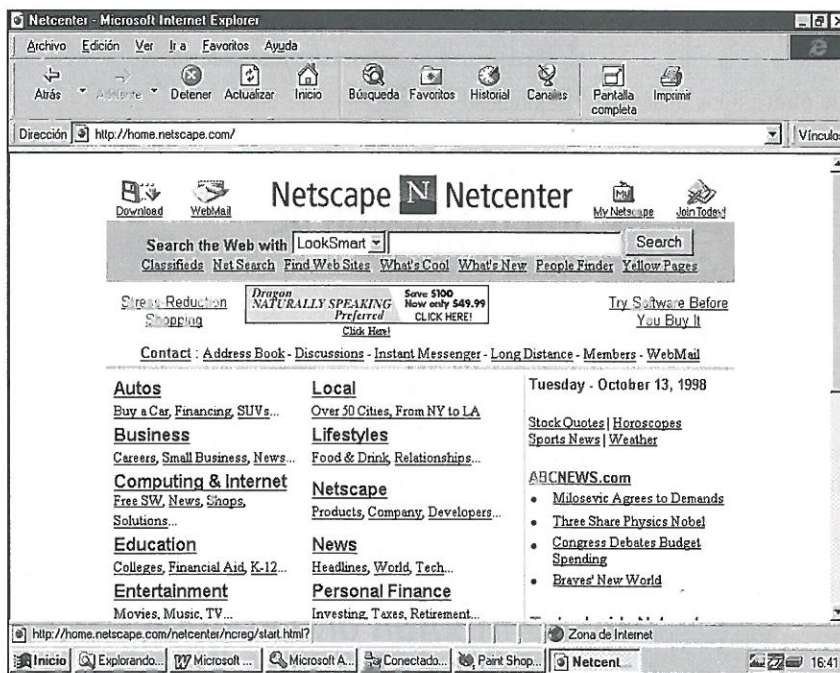 Netcenter - Microsoft Internet Explorer
Archivo Edición Ver Ir a Favoritos Ayuda
Atrás Adelante Detener Actualizar Inicio Búsqueda Favoritos Historial Canales Pantalla completa Imprimir
Dirección http://home.netscape.com/ Vínculos
Download WebMail Netscape N Netcenter My Netscape Join Today!
Search the Web with LookSmart Search
Classifieds Net Search Find Web Sites What's Cool What's New People Finder Yellow Pages
Stress-Reduction Shopping
Dragon NATURALLY SPEAKING Preferred
Save $100 Now only $49.99 CLICK HERE!
Click Here!
Try Software Before You Buy It
Contact : Address Book - Discussions - Instant Messenger - Long Distance - Members - WebMail
Autos
Buy a Car, Financing, SUVs...
Business
Careers, Small Business, News...
Computing & Internet
Free SW, News, Shops,
Solutions...
Education
Colleges, Financial Aid, K-12...
Entertainment
Movies, Music, TV...
Local
Over 50 Cities, From NY to LA
Lifestyles
Food & Drink, Relationships...
Netscape
Products, Company, Developers...
News
Headlines, World, Tech...
Personal Finance
Investing, Taxes, Retirement...
Tuesday - October 13, 1998
Stock Quotes | Horoscopes
Sports News | Weather
ABCNEWS.com
Milosevic Agrees to Demands
Three Share Physics Nobel
Congress Debates Budget
Spending
Braves' New World
http://home.netscape.com/netcenter/ncreg/start.html? Zona de Internet
Inicio Explorando... Microsoft ... Microsoft A... Conectado... Paint Shop... Netcent... 16:41